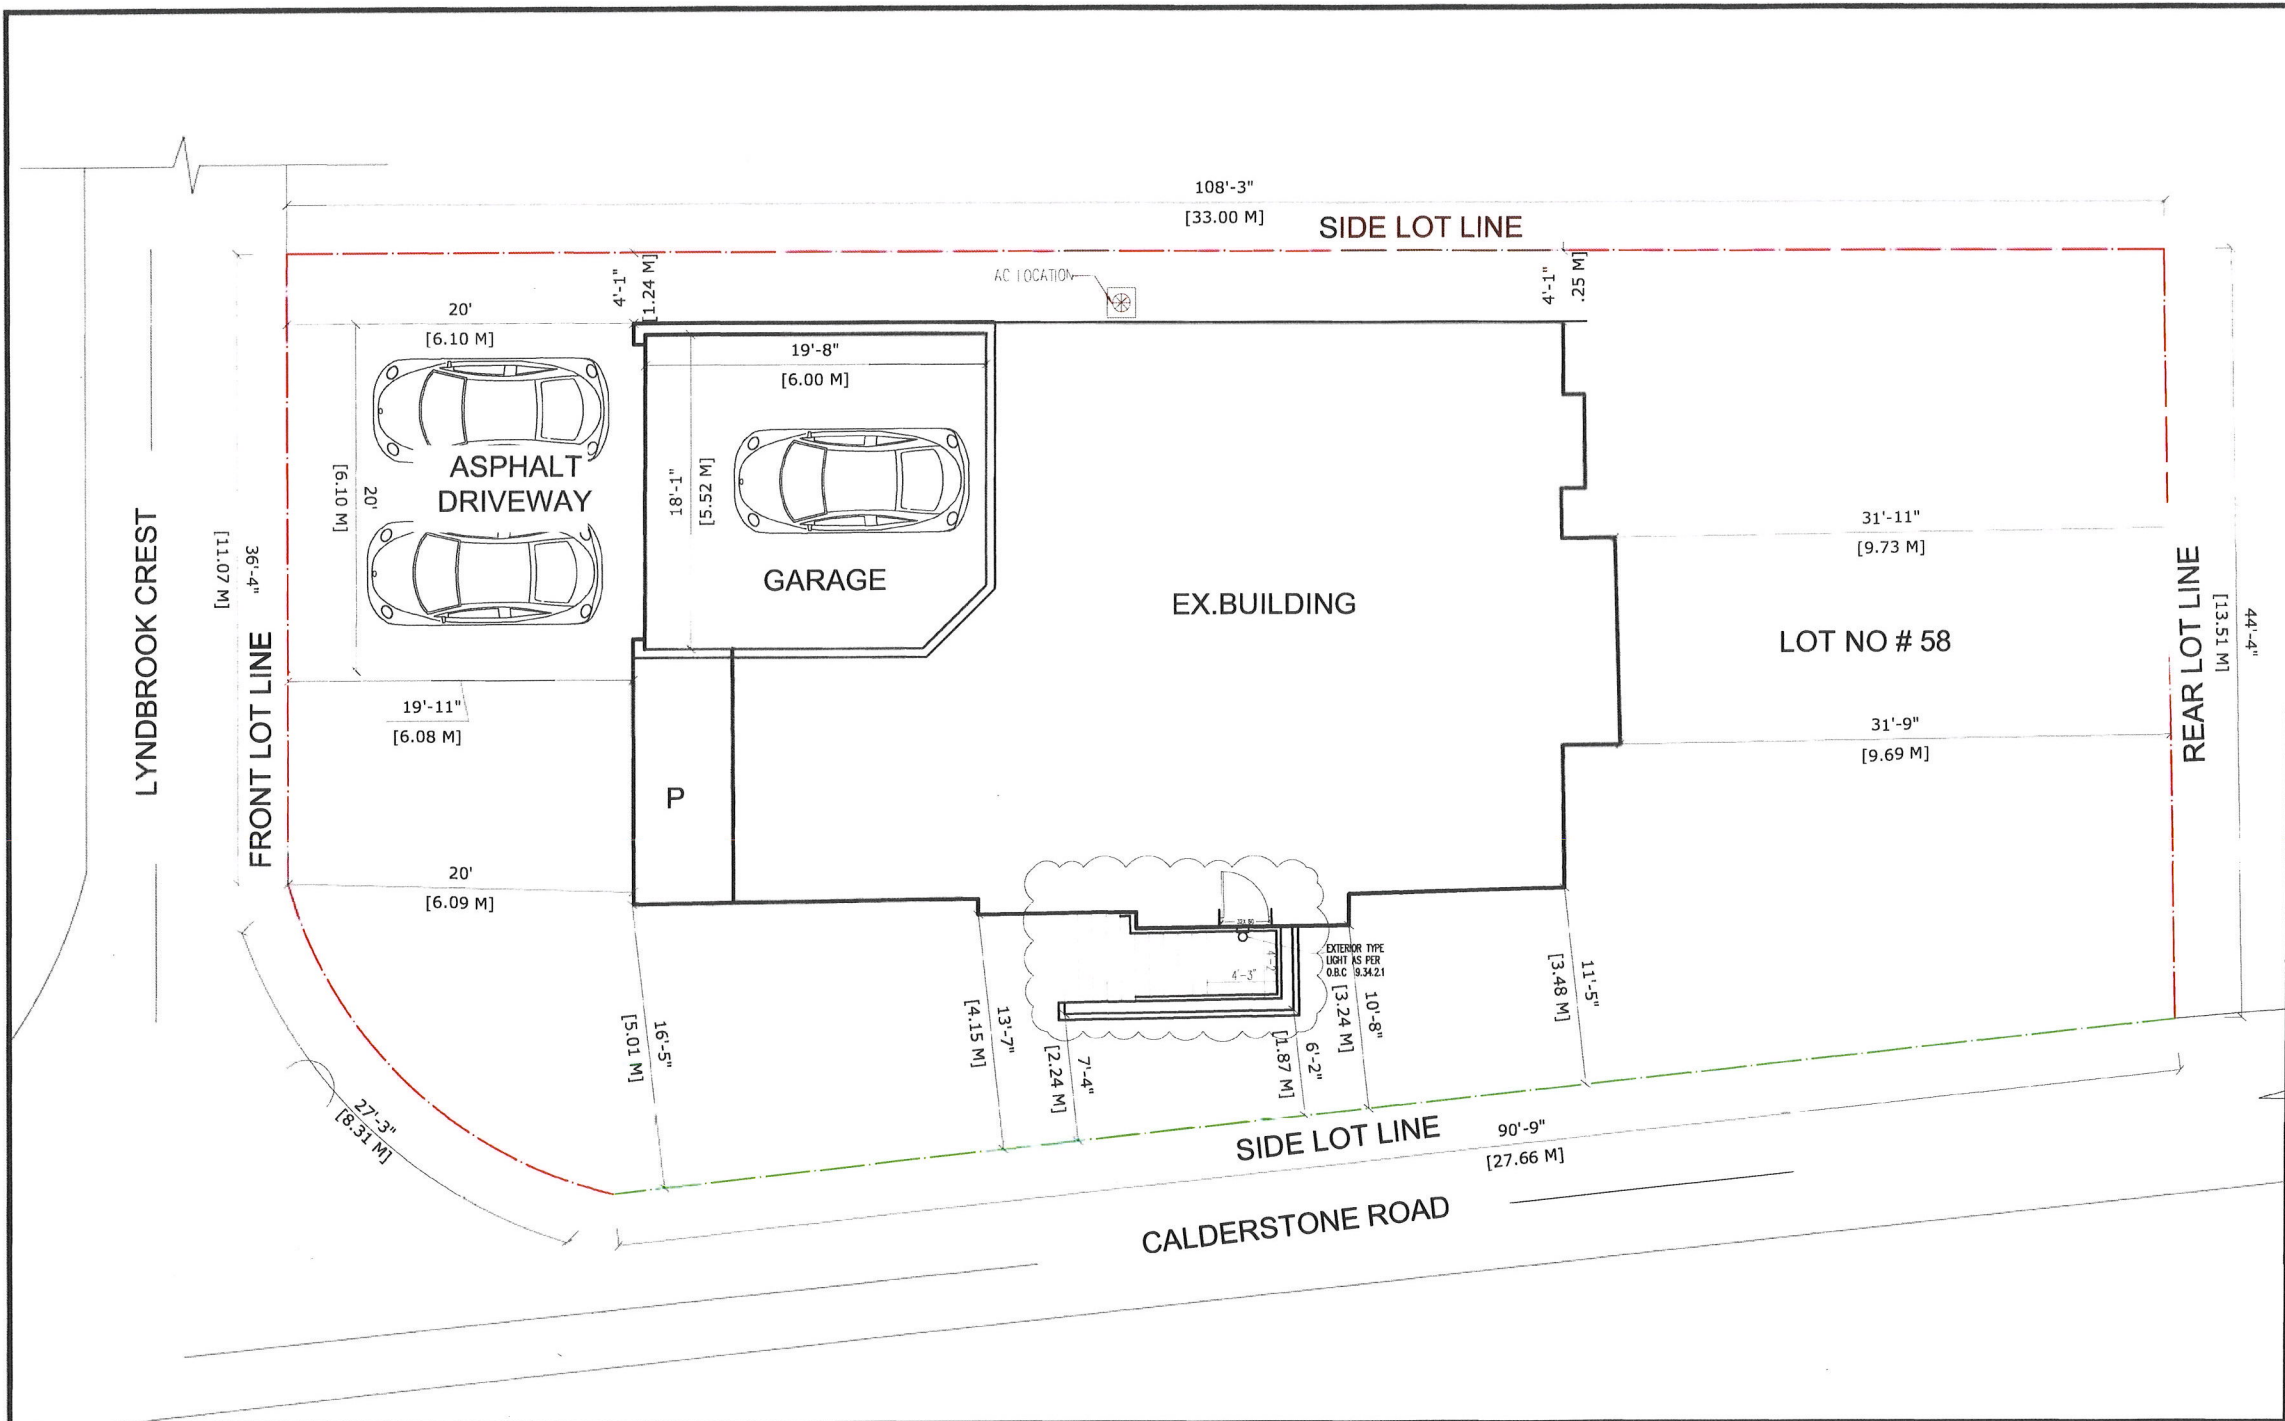 108'-3"
[33.00 M]
SIDE LOT LINE
4'-1"
[1.24 M]
AC LOCATION
4'-1"
.25 M]
20'
[6.10 M]
19'-8"
[6.00 M]
ASPHALT
DRIVEWAY
20'
[6.10 M]
18'-1"
[5.52 M]
GARAGE
EX.BUILDING
31'-11"
[9.73 M]
LOT NO # 58
31'-9"
[9.69 M]
REAR LOT LINE
44'-4"
[13.51 M]
LYNDBROOK CREST
36'-4"
[11.07 M]
FRONT LOT LINE
19'-11"
[6.08 M]
P
20'
[6.09 M]
EXTERIOR TYPE
LIGHT AS PER
O.B.C 9.34.2.1
4'-2"
4'-3"
16'-5"
[5.01 M]
13'-7"
[4.15 M]
7'-4"
[2.24 M]
6'-2"
[1.87 M]
10'-8"
[3.24 M]
11'-5"
[3.48 M]
27'-3"
[8.31 M]
SIDE LOT LINE
90'-9"
[27.66 M]
CALDERSTONE ROAD